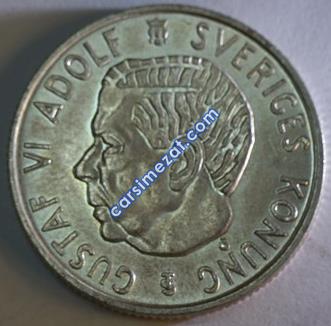 GUSTAF VI ADOLF SVERIGES KONUNG
carsimezat.com